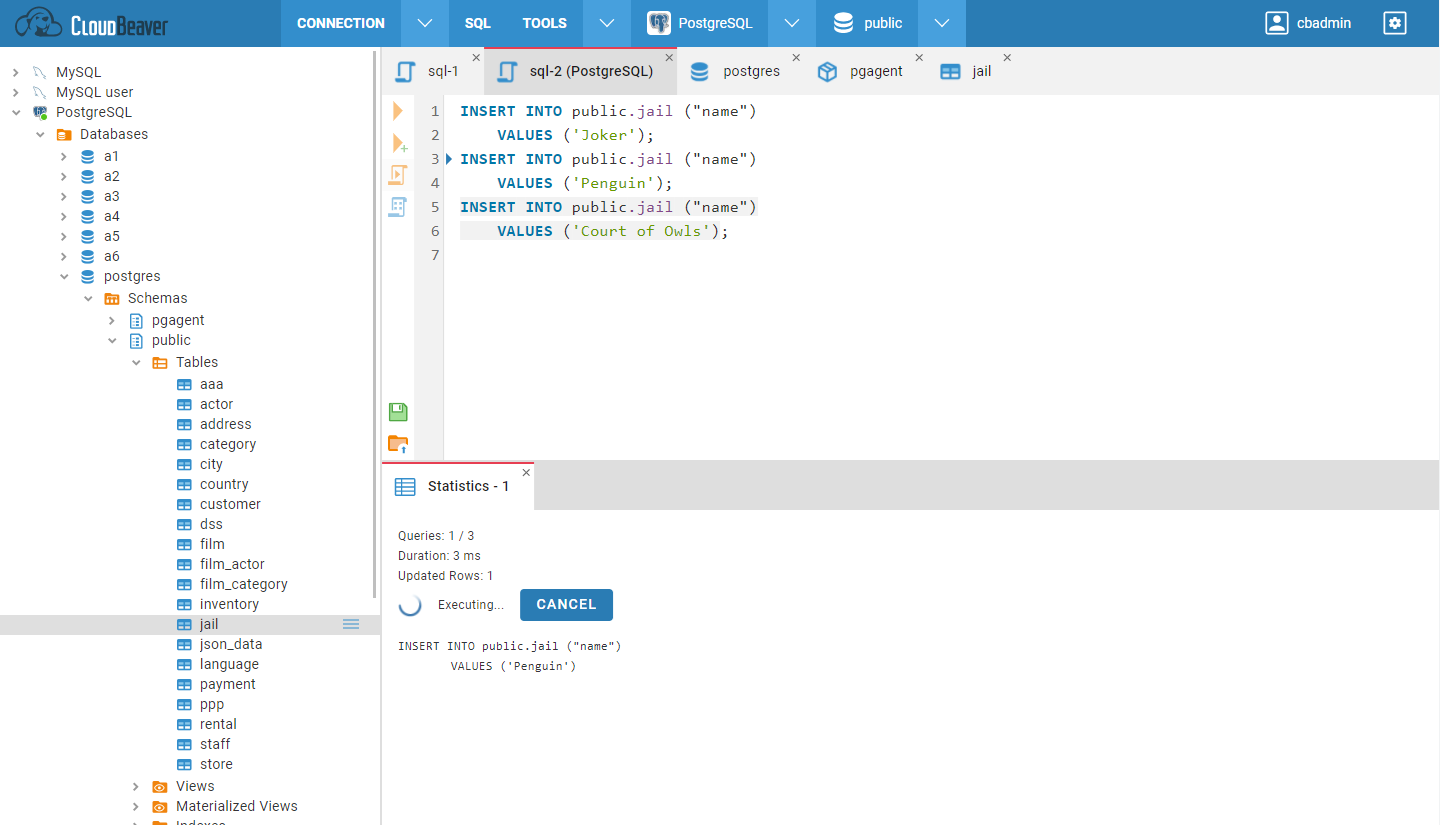 CloudBeaver
CONNECTION
SQL
TOOLS
PostgreSQL
public
cbadmin
MySQL
MySQL user
PostgreSQL
Databases
a1
a2
a3
a4
a5
a6
postgres
Schemas
pgagent
public
Tables
aaa
actor
address
category
city
country
customer
dss
film
film_actor
film_category
inventory
jail
json_data
language
payment
ppp
rental
staff
store
Views
Materialized Views
Indexes
sql-1
sql-2 (PostgreSQL)
postgres
pgagent
jail
1 INSERT INTO public.jail ("name")
2 VALUES ('Joker');
3 INSERT INTO public.jail ("name")
4 VALUES ('Penguin');
5 INSERT INTO public.jail ("name")
6 VALUES ('Court of Owls');
7
Statistics - 1
Queries: 1 / 3
Duration: 3 ms
Updated Rows: 1
Executing...
CANCEL
INSERT INTO public.jail ("name")
VALUES ('Penguin')